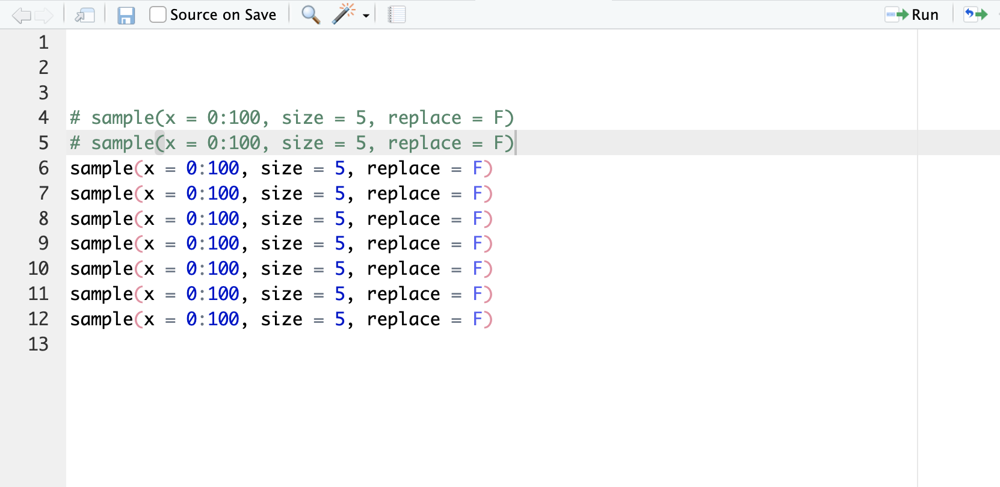 Source on Save
Run
1
2
3
4 # sample(x = 0:100, size = 5, replace = F)
5 # sample(x = 0:100, size = 5, replace = F)
6 sample(x = 0:100, size = 5, replace = F)
7 sample(x = 0:100, size = 5, replace = F)
8 sample(x = 0:100, size = 5, replace = F)
9 sample(x = 0:100, size = 5, replace = F)
10 sample(x = 0:100, size = 5, replace = F)
11 sample(x = 0:100, size = 5, replace = F)
12 sample(x = 0:100, size = 5, replace = F)
13